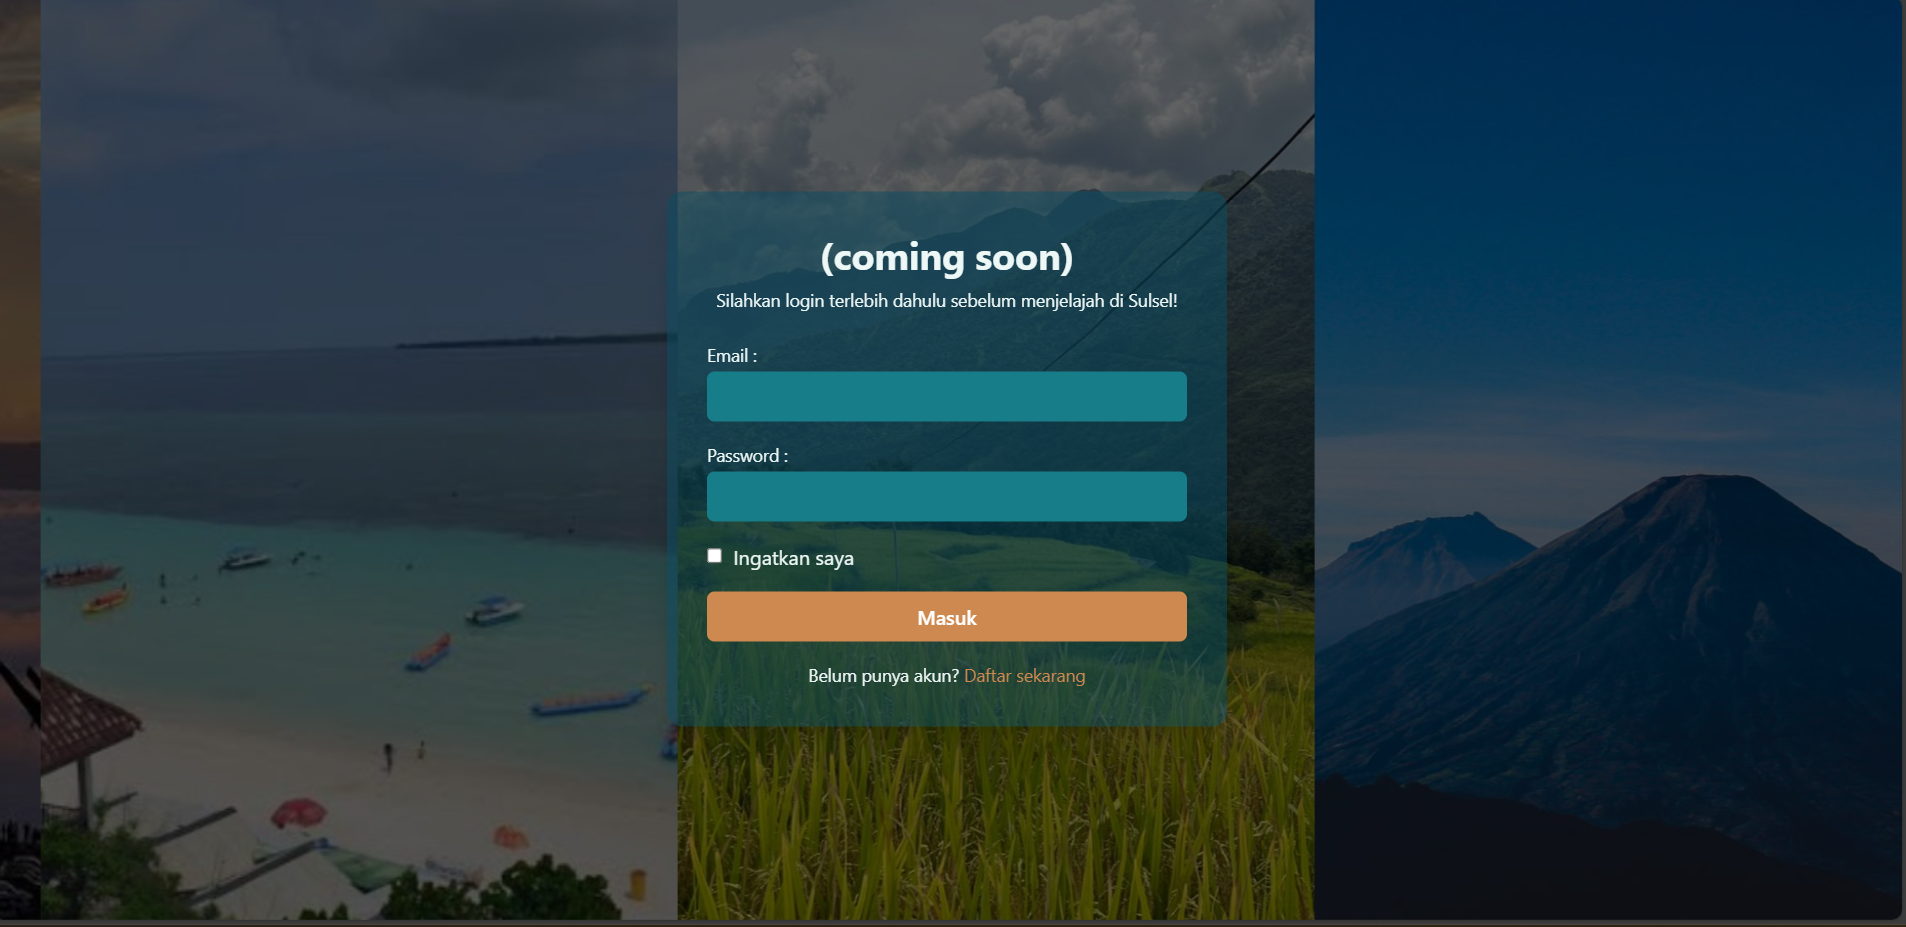 (coming soon)
Silahkan login terlebih dahulu sebelum menjelajah di Sulsel!
Email :
Password :
Ingatkan saya
Masuk
Belum punya akun? Daftar sekarang